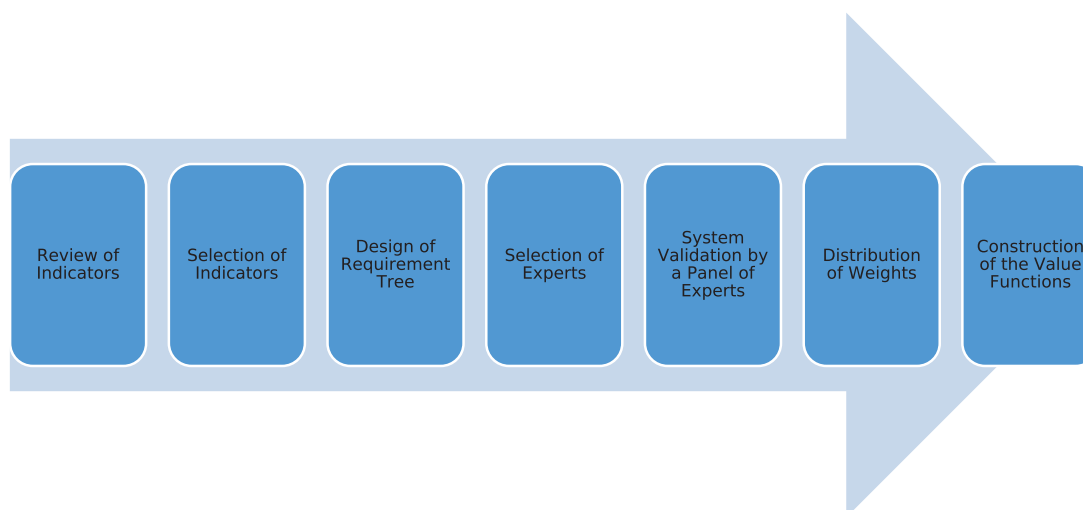 Review of
Indicators
Selection of
Indicators
Design of
Requirement
Tree
Selection of
Experts
System
Validation by
a Panel of
Experts
Distribution
of Weights
Construction
of the Value
Functions